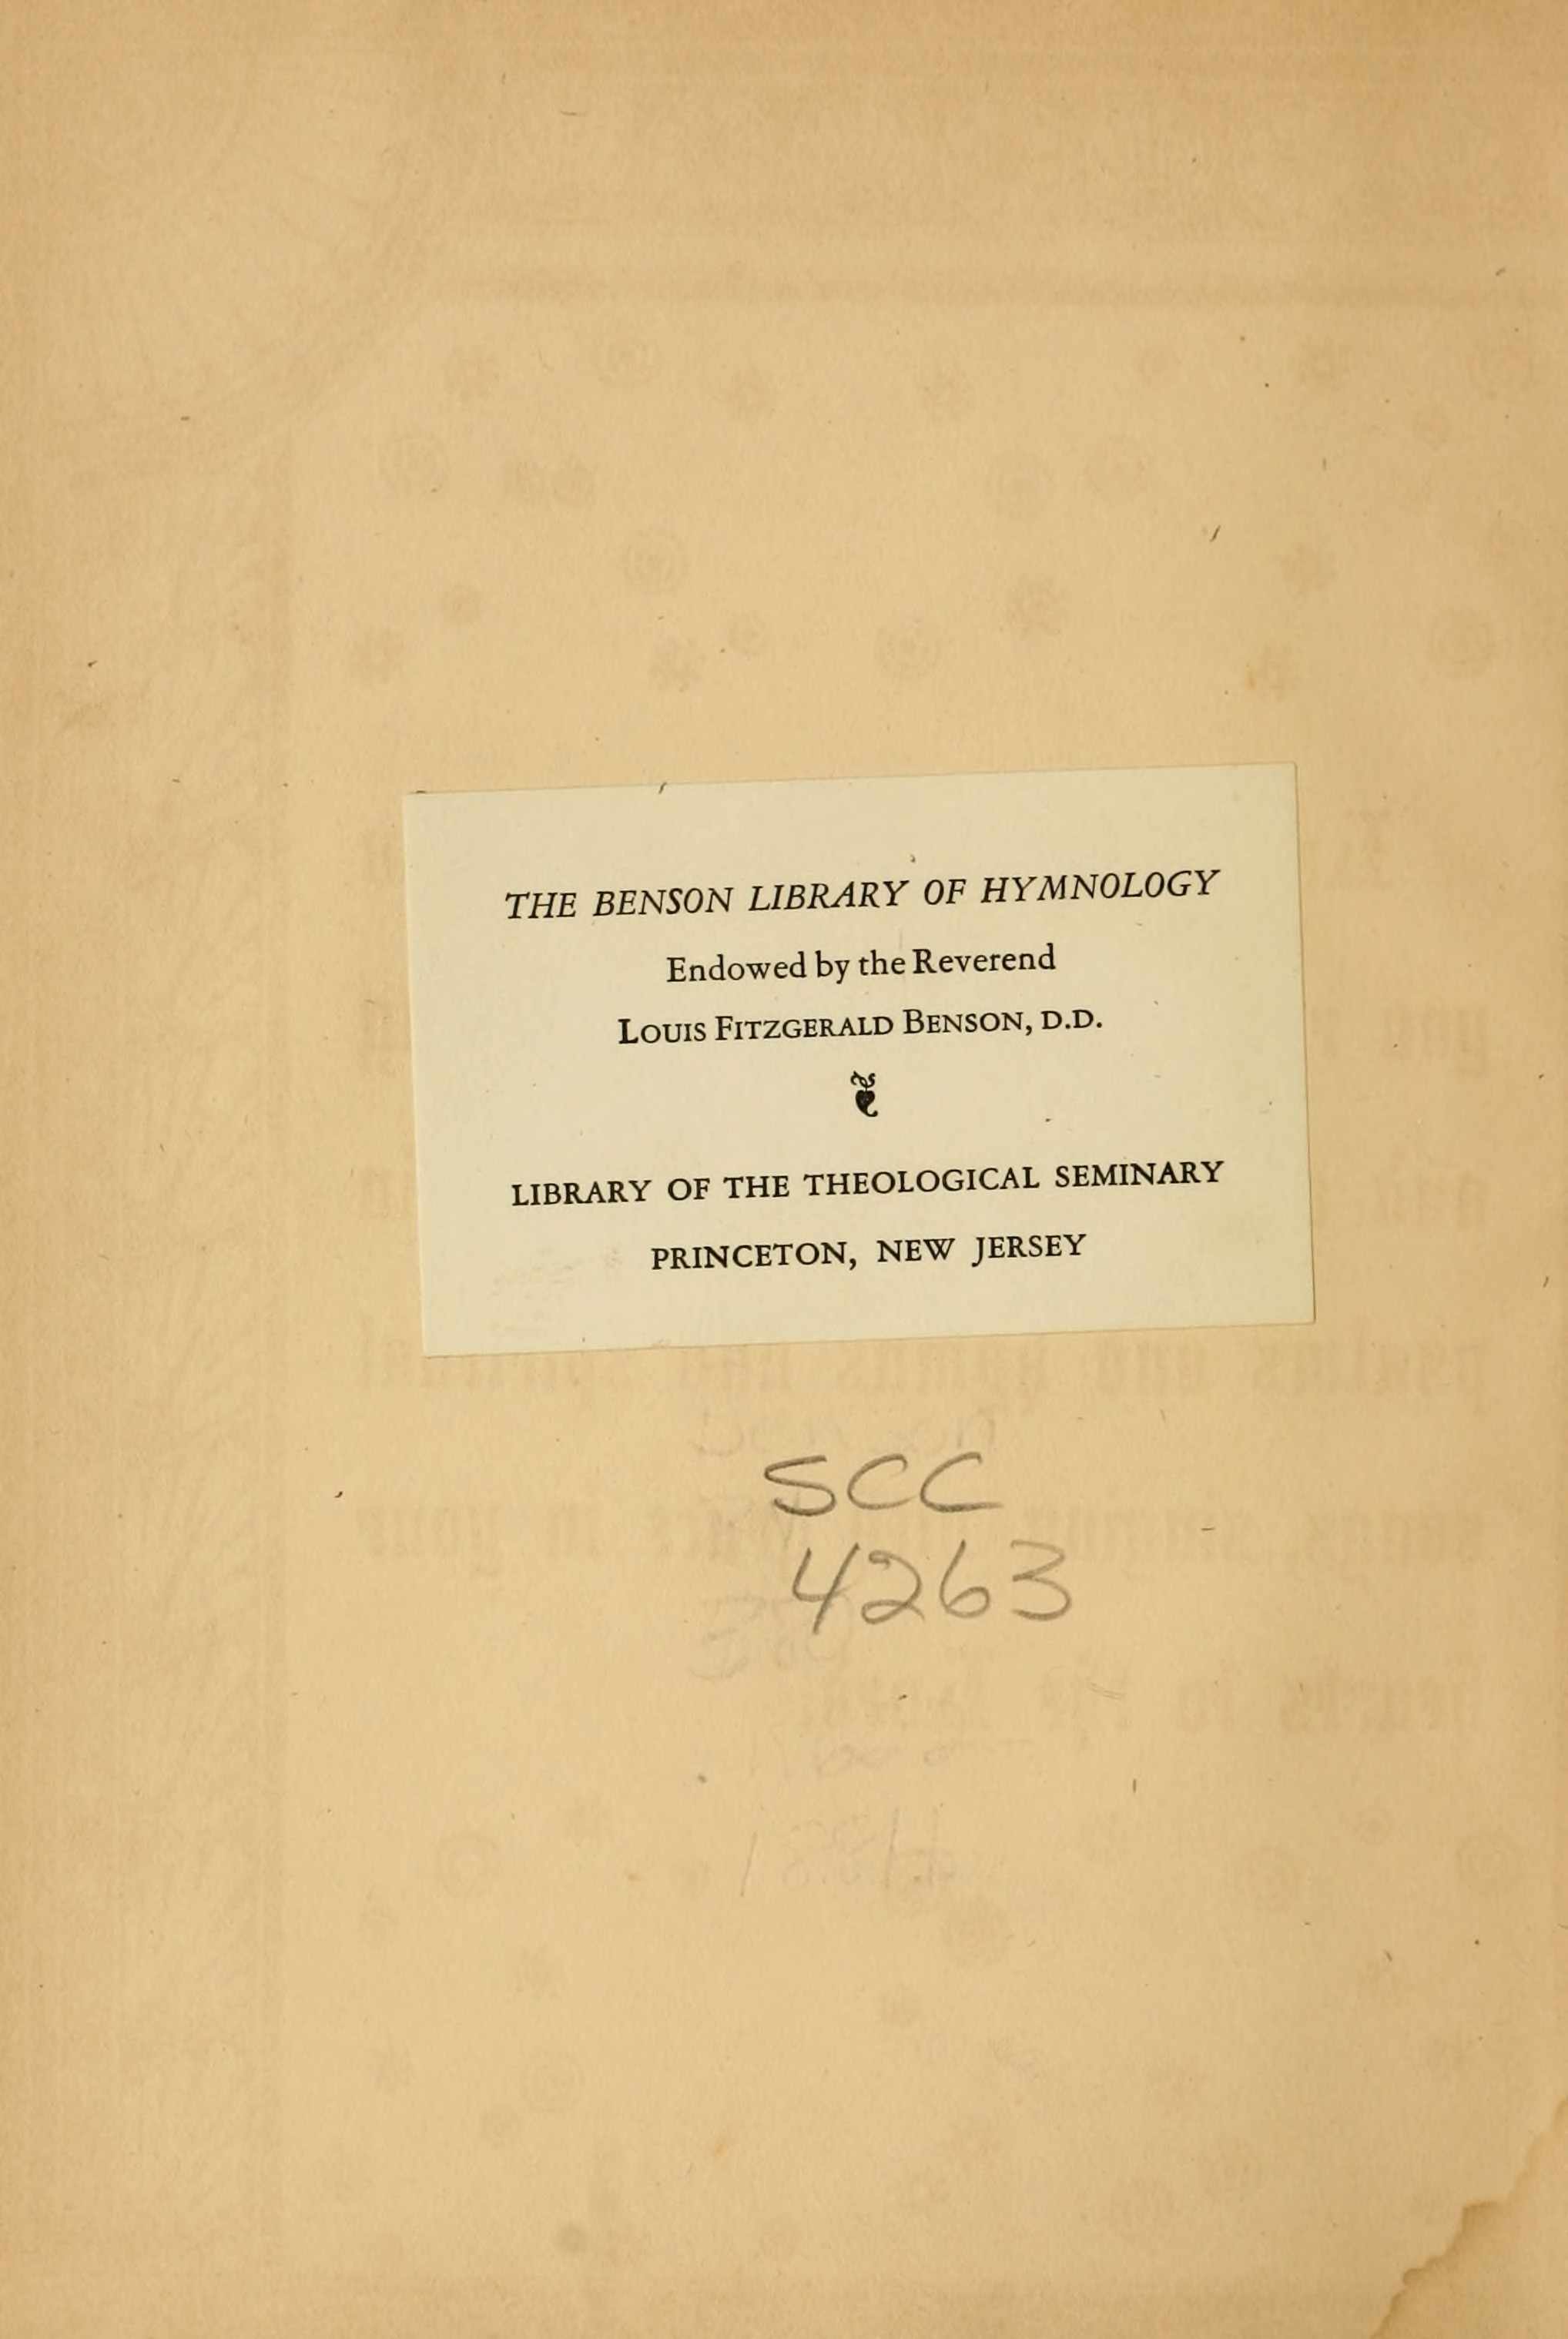 THE BENSON LIBRARY OF HYMNOLOGY
Endowed by the Reverend
LOUIS FITZGERALD BENSON, D.D.
LIBRARY OF THE THEOLOGICAL SEMINARY
PRINCETON, NEW JERSEY
SCC
4263